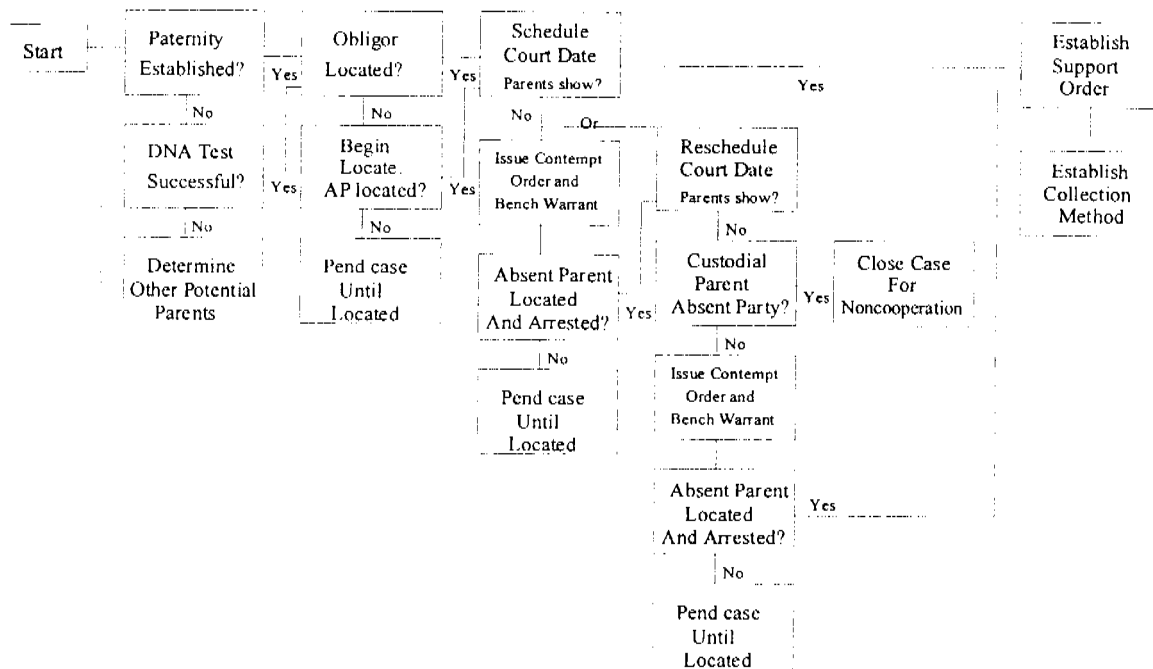 Start
Paternity
Established?
Yes
Obligor
Located?
Yes
Schedule
Court Date
Parents show?
Yes
Establish
Support
Order
No
No
No
Or
DNA Test
Successful?
Yes
Begin
Locate.
AP located?
Yes
Issue Contempt
Order and
Bench Warrant
Reschedule
Court Date
Parents show?
Establish
Collection
Method
No
No
No
Determine
Other Potential
Parents
Pend case
Until
Located
Absent Parent
Located
And Arrested?
Yes
Custodial
Parent
Absent Party?
Yes
Close Case
For
Noncooperation
No
No
Pend case
Until
Located
Issue Contempt
Order and
Bench Warrant
Absent Parent
Located
And Arrested?
Yes
No
Pend case
Until
Located